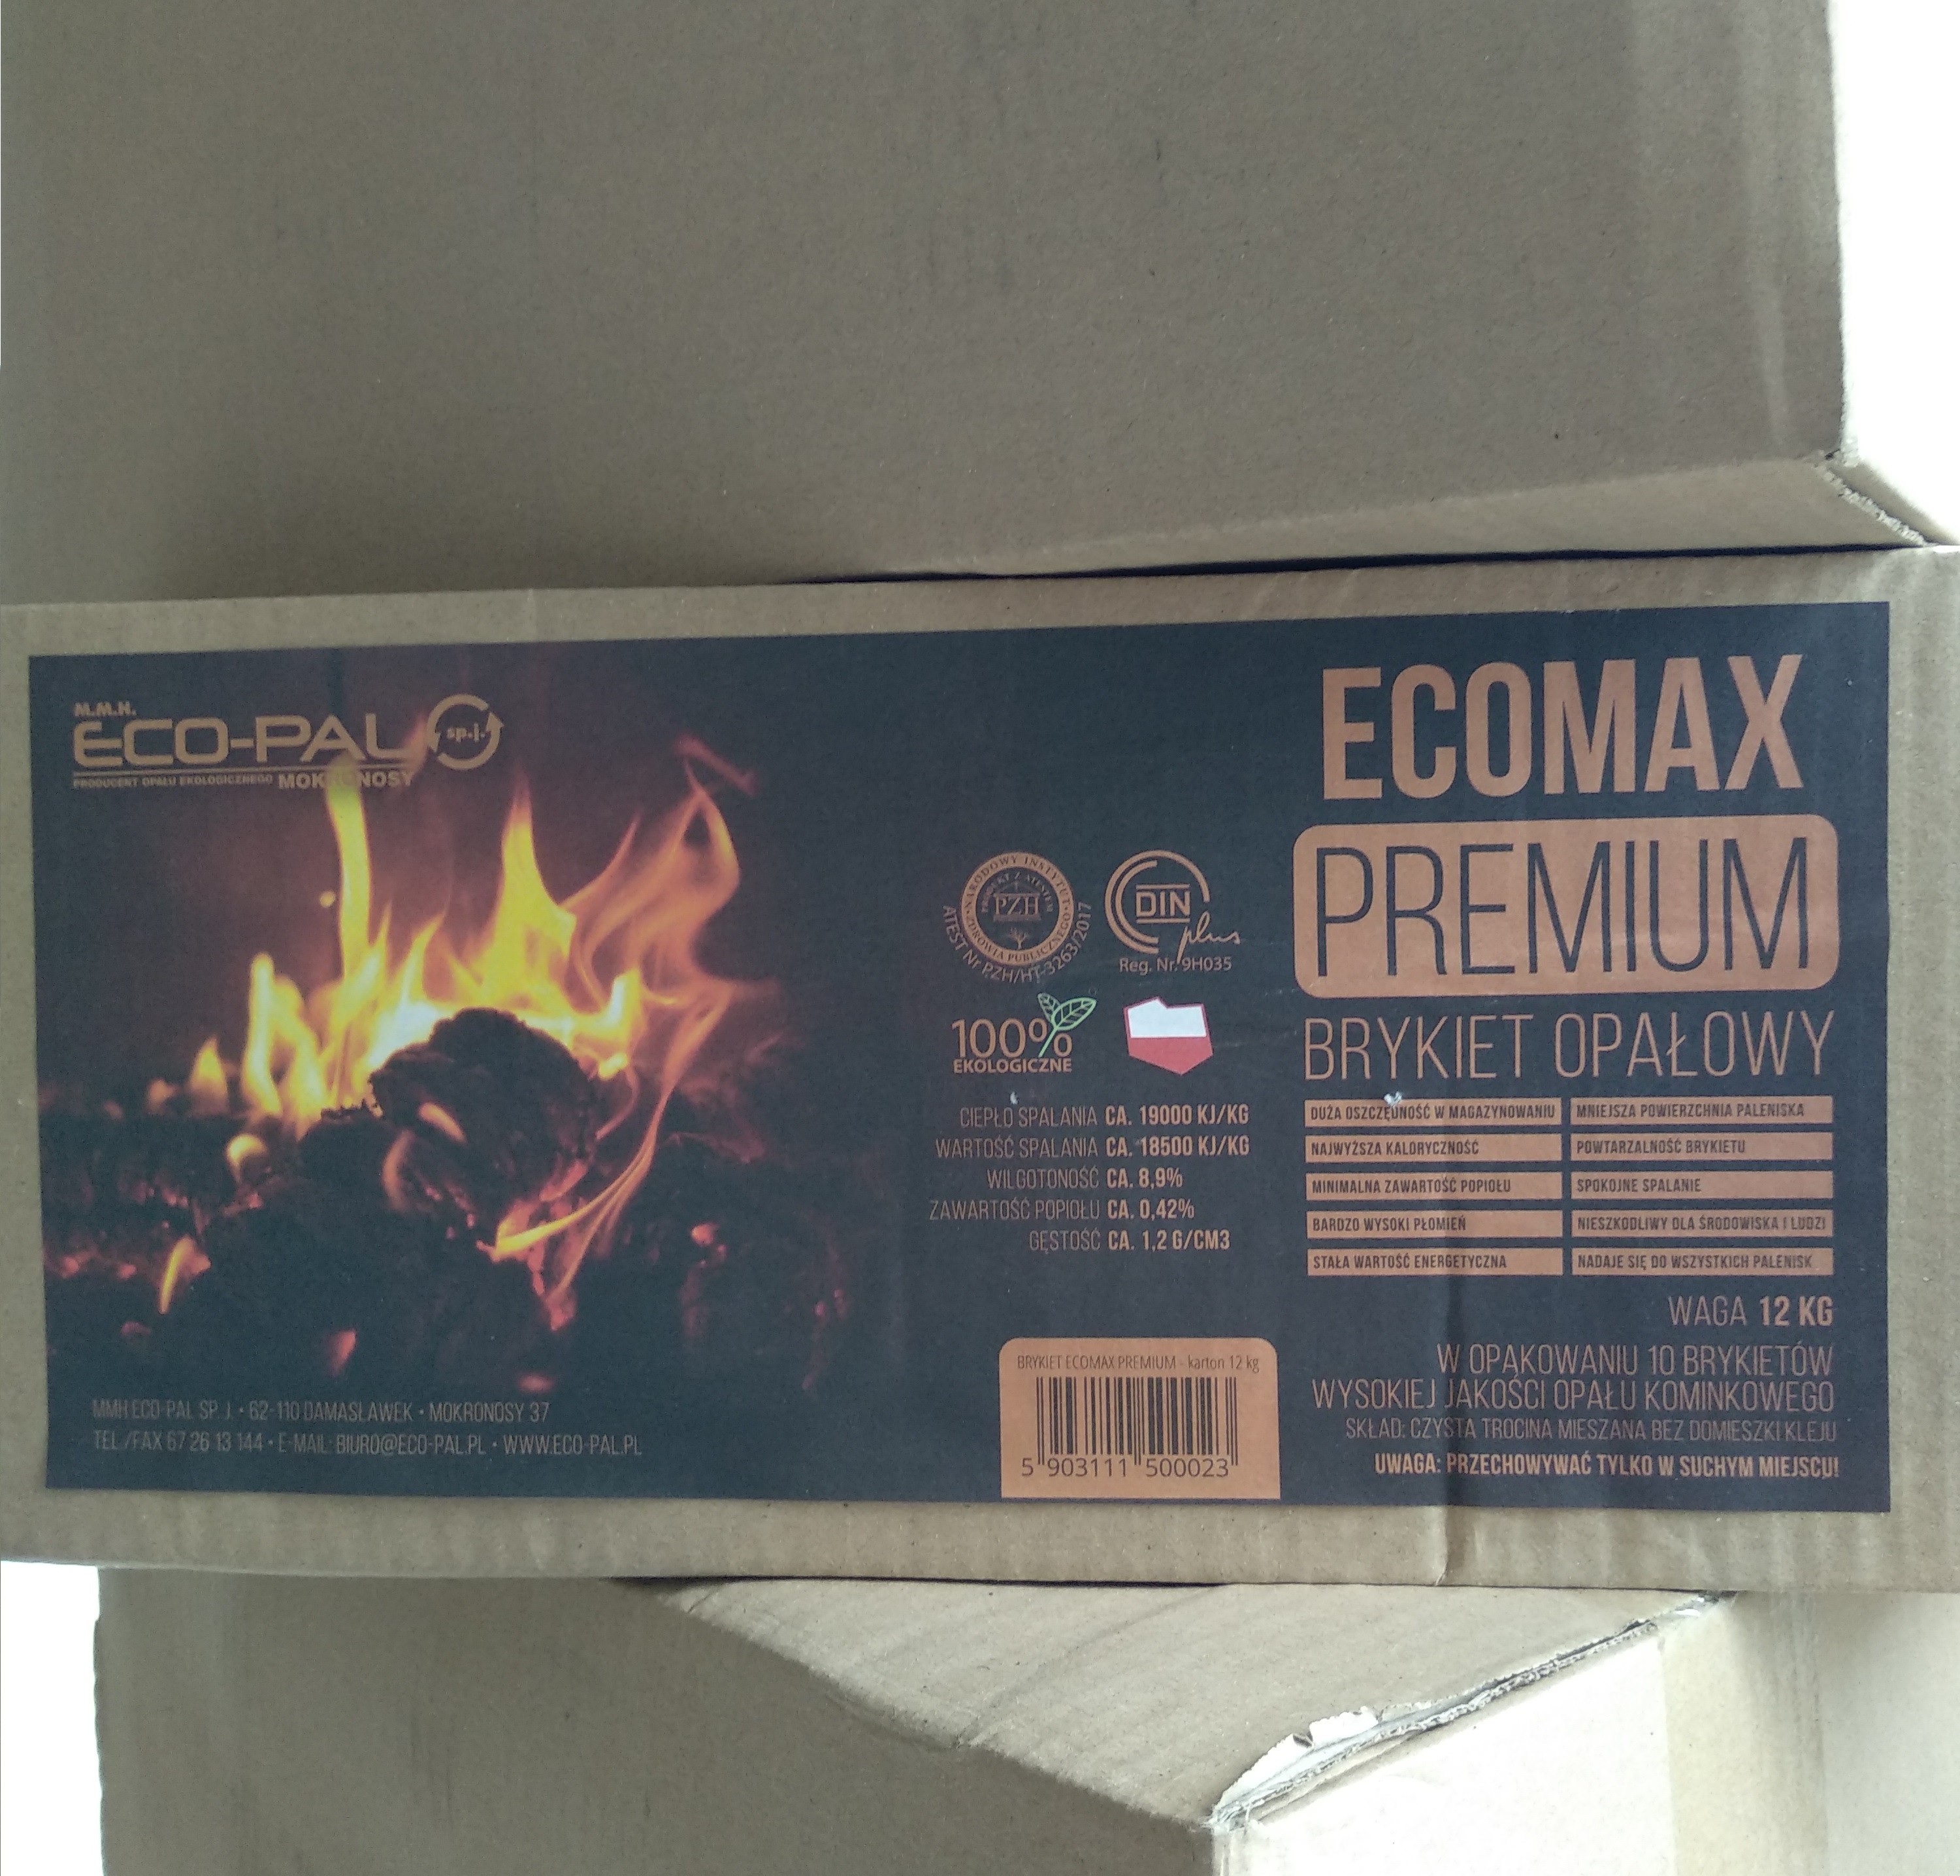 M.M.H.
ECO-PAL sp.j.
PRODUCENT OPAŁU EKOLOGICZNEGO MOKRONOSY
ECOMAX
PREMIUM
BRYKIET OPAŁOWY
NARODOWY INSTYTUT ZDROWIA PUBLICZNEGO
PRODUKT Z ATESTEM
PZH
ATEST Nr PZH/HT-3263/2017
DIN
plus
Reg. Nr. 9H035
100%
EKOLOGICZNE
CIEPŁO SPALANIA CA. 19000 KJ/KG
WARTOŚĆ SPALANIA CA. 18500 KJ/KG
WILGOTONOŚĆ CA. 8,9%
ZAWARTOŚĆ POPIOŁU CA. 0,42%
GĘSTOŚĆ CA. 1,2 G/CM3
DUŻA OSZCZĘDNOŚĆ W MAGAZYNOWANIU
MNIEJSZA POWIERZCHNIA PALENISKA
NAJWYŻSZA KALORYCZNOŚĆ
POWTARZALNOŚĆ BRYKIETU
MINIMALNA ZAWARTOŚĆ POPIOŁU
SPOKOJNE SPALANIE
BARDZO WYSOKI PŁOMIEŃ
NIESZKODLIWY DLA ŚRODOWISKA I LUDZI
STAŁA WARTOŚĆ ENERGETYCZNA
NADAJE SIĘ DO WSZYSTKICH PALENISK
WAGA 12 KG
W OPAKOWANIU 10 BRYKIETÓW
WYSOKIEJ JAKOŚCI OPAŁU KOMINKOWEGO
SKŁAD: CZYSTA TROCINA MIESZANA BEZ DOMIESZKI KLEJU
UWAGA: PRZECHOWYWAĆ TYLKO W SUCHYM MIEJSCU!
BRYKIET ECOMAX PREMIUM - karton 12 kg
5 903111 500023
MMH ECO-PAL SP. J. • 62-110 DAMASŁAWEK • MOKRONOSY 37
TEL./FAX 67 26 13 144 • E-MAIL: BIURO@ECO-PAL.PL • WWW.ECO-PAL.PL